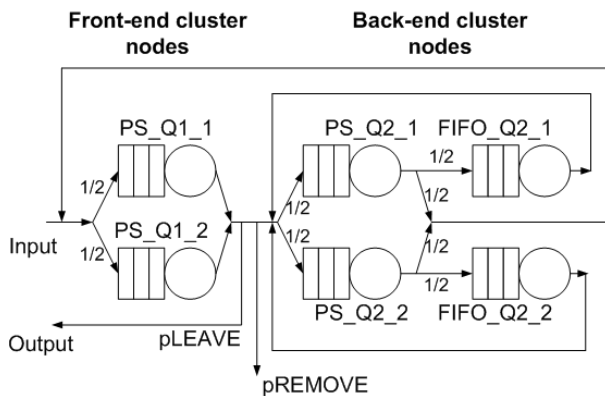 Front-end cluster
nodes
Back-end cluster
nodes
PS_Q1_1
PS_Q2_1
FIFO_Q2_1
1/2
1/2
1/2
1/2
PS_Q1_2
Input
1/2
1/2
1/2
1/2
PS_Q2_2
FIFO_Q2_2
Output
pLEAVE
pREMOVE